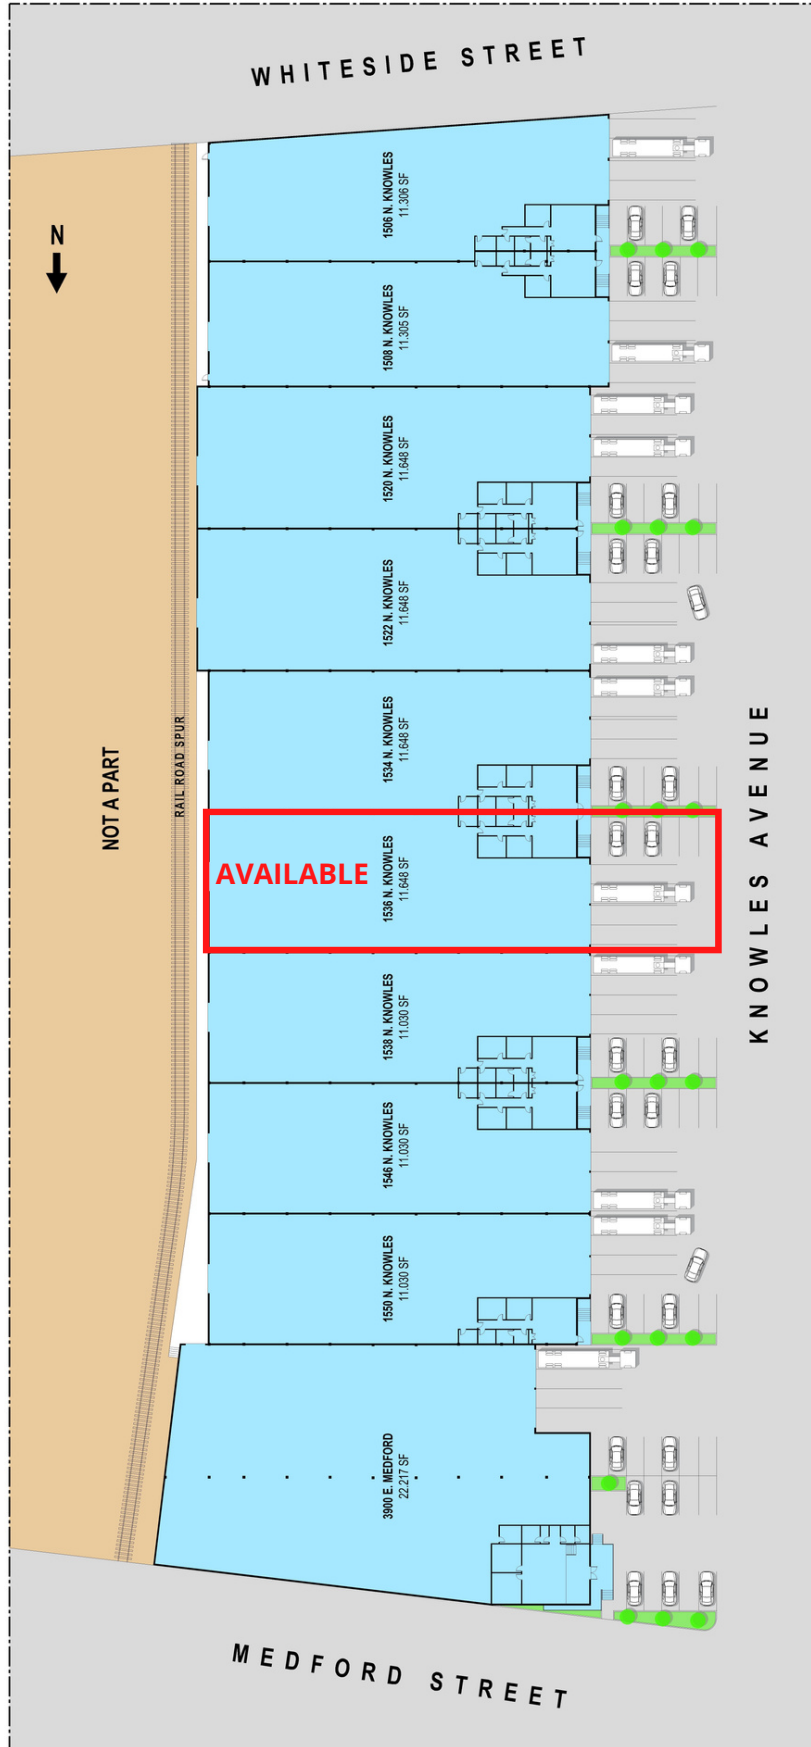 WHITESIDE STREET
N
1506 N. KNOWLES
11.306 SF
1508 N. KNOWLES
11.305 SF
1520 N. KNOWLES
11.648 SF
1522 N. KNOWLES
11.648 SF
1534 N. KNOWLES
11.648 SF
RAIL ROAD SPUR
NOT A PART
KNOWLES AVENUE
AVAILABLE
1536 N. KNOWLES
11.648 SF
1538 N. KNOWLES
11.030 SF
1546 N. KNOWLES
11.030 SF
1550 N. KNOWLES
11.030 SF
3900 E. MEDFORD
22.217 SF
MEDFORD STREET